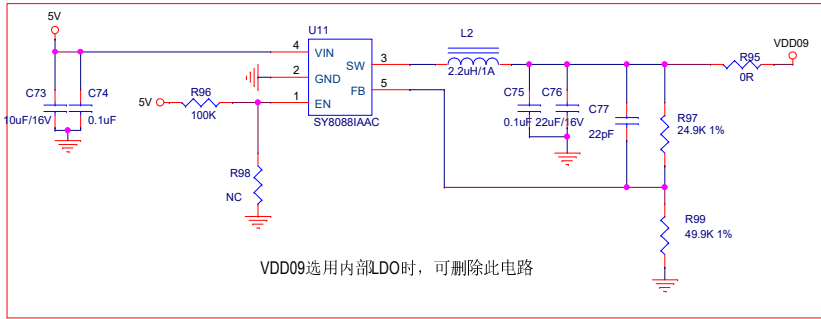 5V
U11
L2
VDD09
4 VIN
SW 3
2.2uH/1A
R95
0R
C73
C74
2 GND
FB 5
R96
5V
1 EN
C75
C76
C77
10uF/16V
0.1uF
100K
SY8088IAAC
0.1uF
22uF/16V
22pF
R97
24.9K 1%
R98
NC
R99
49.9K 1%
VDD09选用内部LDO时，可删除此电路